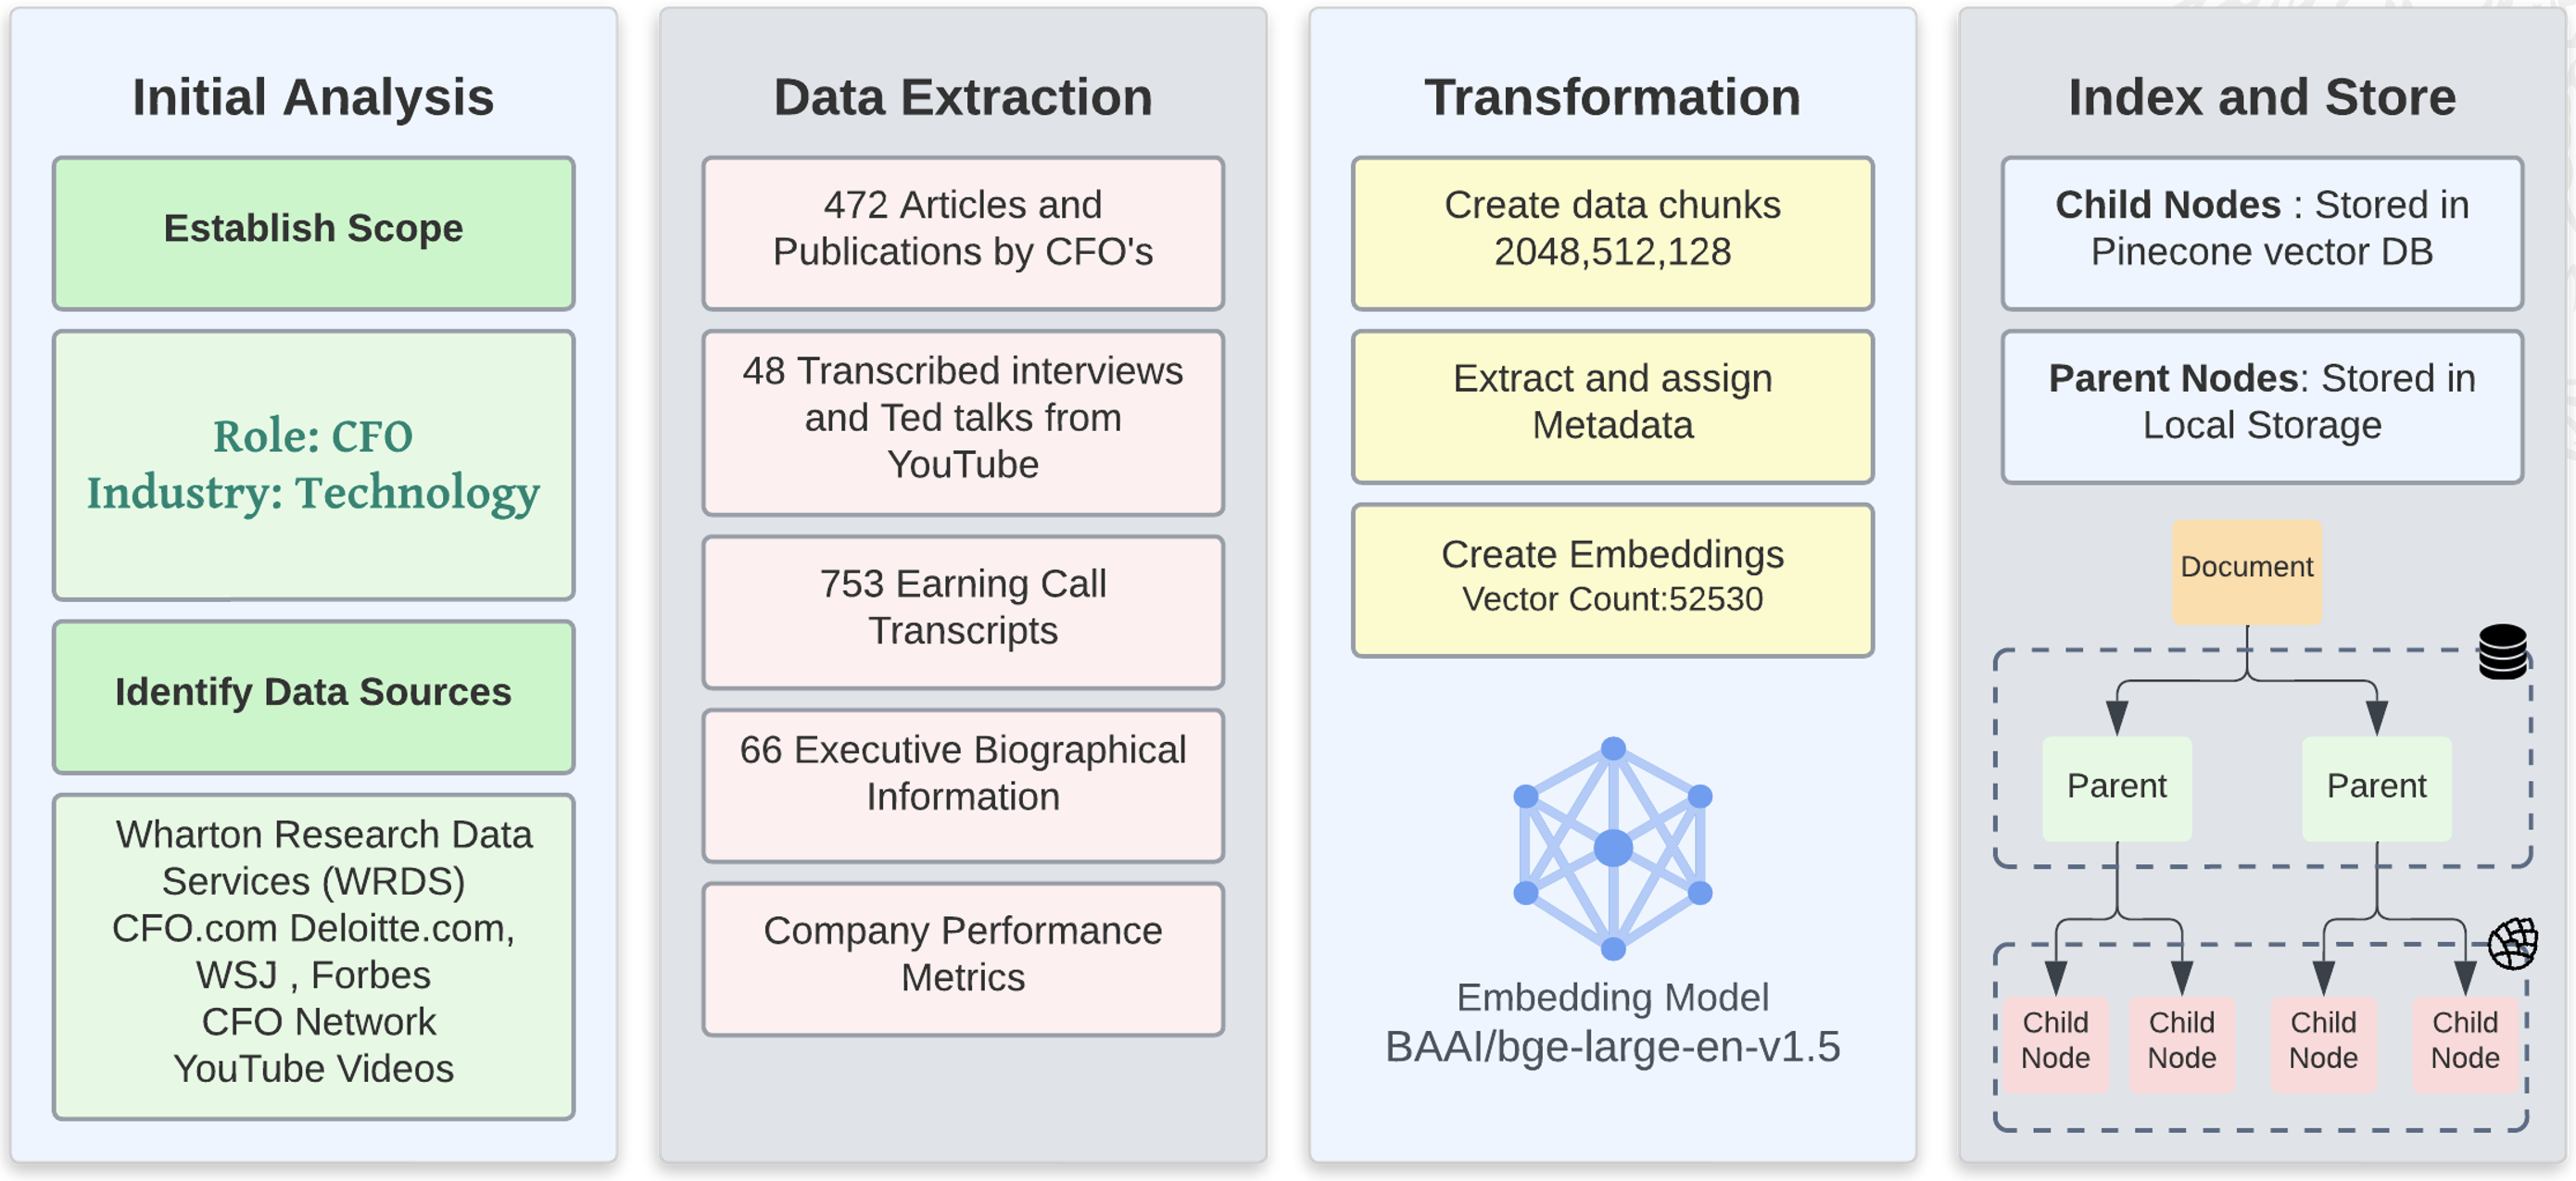 Initial Analysis
Establish Scope
Role: CFO
Industry: Technology
Identify Data Sources
Wharton Research Data
Services (WRDS)
CFO.com Deloitte.com,
WSJ , Forbes
CFO Network
YouTube Videos
Data Extraction
472 Articles and
Publications by CFO's
48 Transcribed interviews
and Ted talks from
YouTube
753 Earning Call
Transcripts
66 Executive Biographical
Information
Company Performance
Metrics
Transformation
Create data chunks
2048,512,128
Extract and assign
Metadata
Create Embeddings
Vector Count:52530
Embedding Model
BAAI/bge-large-en-v1.5
Index and Store
Child Nodes : Stored in
Pinecone vector DB
Parent Nodes: Stored in
Local Storage
Document
Parent
Parent
Child
Node
Child
Node
Child
Node
Child
Node